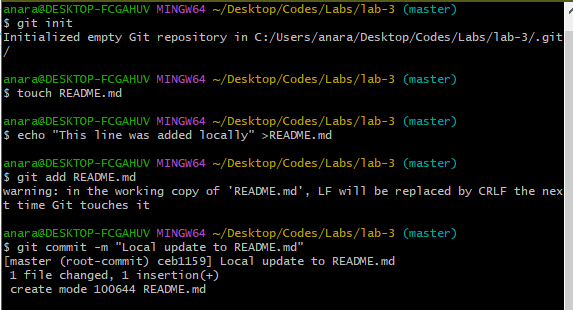 anara@DESKTOP-FCGAHUV MINGW64 ~/Desktop/Codes/Labs/lab-3 (master)
$ git init
Initialized empty Git repository in C:/Users/anara/Desktop/Codes/Labs/lab-3/.git
/
anara@DESKTOP-FCGAHUV MINGW64 ~/Desktop/Codes/Labs/lab-3 (master)
$ touch README.md
anara@DESKTOP-FCGAHUV MINGW64 ~/Desktop/Codes/Labs/lab-3 (master)
$ echo "This line was added locally" >README.md
anara@DESKTOP-FCGAHUV MINGW64 ~/Desktop/Codes/Labs/lab-3 (master)
$ git add README.md
warning: in the working copy of 'README.md', LF will be replaced by CRLF the nex
t time Git touches it
anara@DESKTOP-FCGAHUV MINGW64 ~/Desktop/Codes/Labs/lab-3 (master)
$ git commit -m "Local update to README.md"
[master (root-commit) ceb1159] Local update to README.md
 1 file changed, 1 insertion(+)
 create mode 100644 README.md